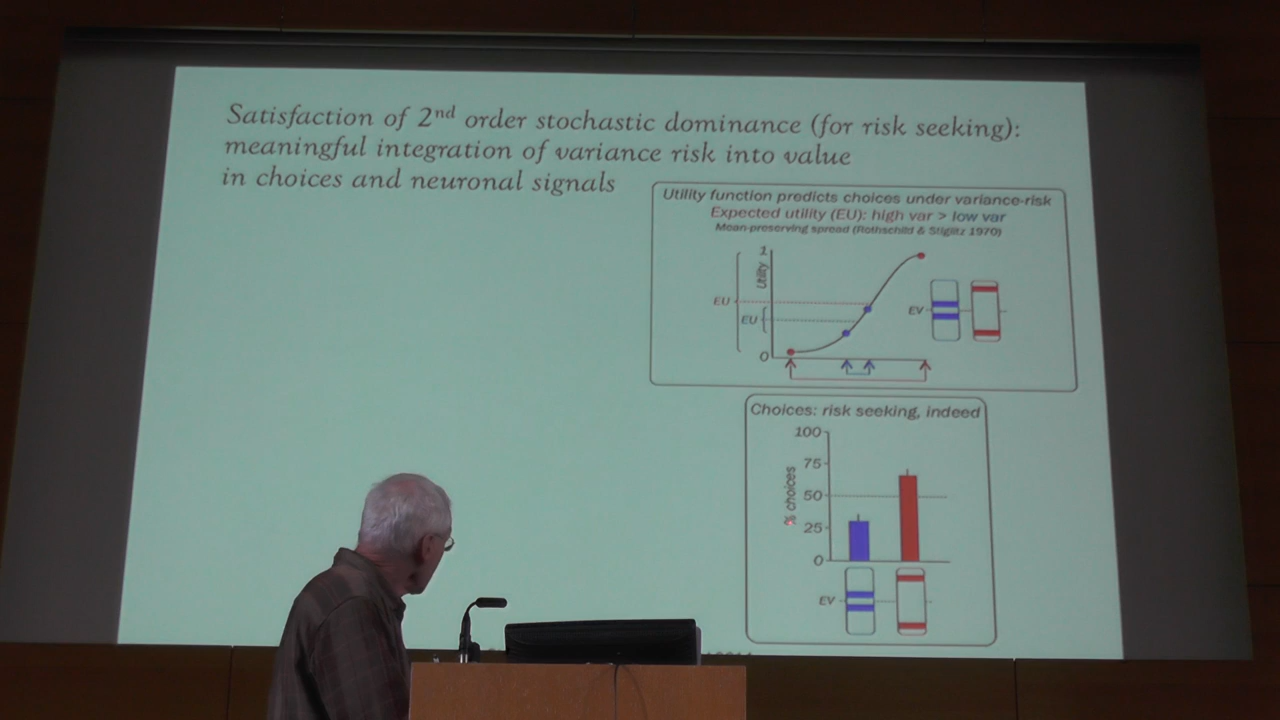 Satisfaction of 2nd order stochastic dominance (for risk seeking):
meaningful integration of variance risk into value
in choices and neuronal signals
Utility function predicts choices under variance-risk
Expected utility (EU): high var > low var
Mean-preserving spread (Rothschild & Stiglitz 1970)
1
Utility
EU
EU
0
EV
Choices: risk seeking, indeed
100
75
50
25
0
% choices
EV